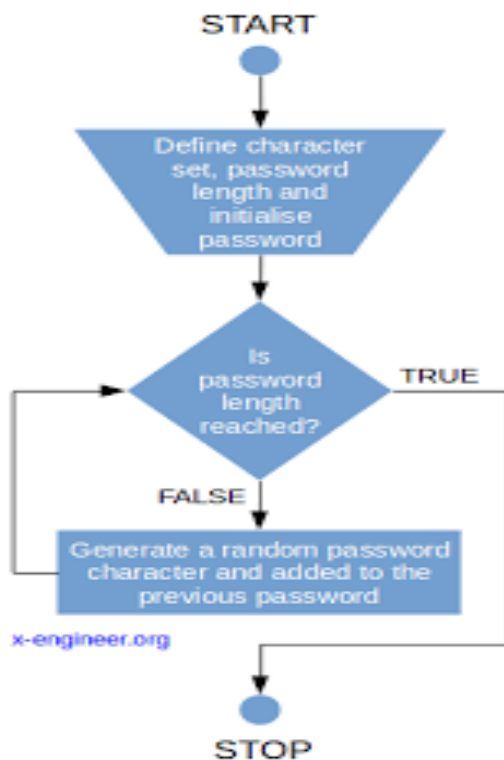 START
Define character
set, password
length and
initialise
password
Is
password
length
reached?
TRUE
FALSE
Generate a random password
character and added to the
previous password
x-engineer.org
STOP